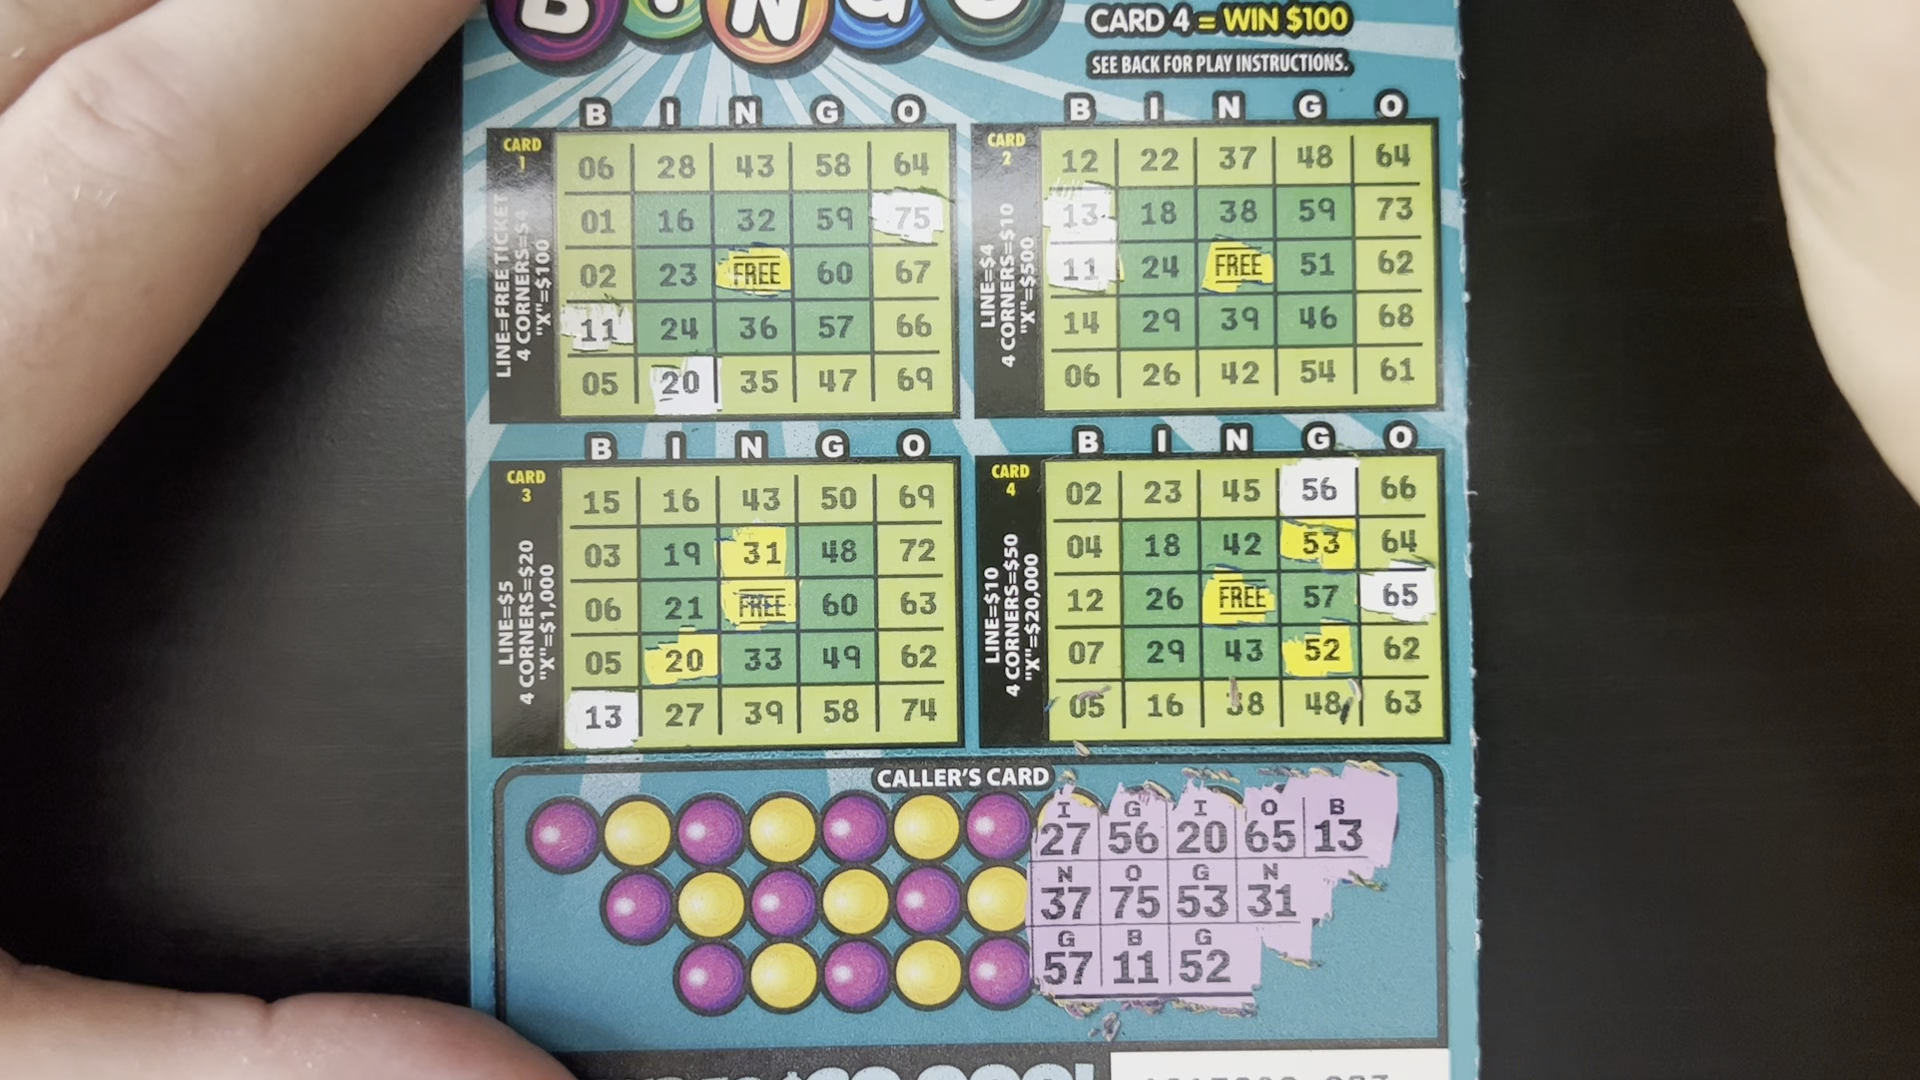 BINGO
CARD 4 = WIN $100
SEE BACK FOR PLAY INSTRUCTIONS.
B I N G O
CARD 1
LINE=FREE TICKET
4 CORNERS=$4
"X"=$100
06 28 43 58 64
01 16 32 59 75
02 23 FREE 60 67
11 24 36 57 66
05 20 35 47 69
B I N G O
CARD 2
LINE=$4
4 CORNERS=$10
"X"=$500
12 22 37 48 64
13 18 38 59 73
11 24 FREE 51 62
14 29 39 46 68
06 26 42 54 61
B I N G O
CARD 3
LINE=$5
4 CORNERS=$20
"X"=$1,000
15 16 43 50 69
03 19 31 48 72
06 21 FREE 60 63
05 20 33 49 62
13 27 39 58 74
B I N G O
CARD 4
LINE=$10
4 CORNERS=$50
"X"=$20,000
02 23 45 56 66
04 18 42 53 64
12 26 FREE 57 65
07 29 43 52 62
05 16 38 48 63
CALLER'S CARD
I G I O B
27 56 20 65 13
N O G N
37 75 53 31
G B G
57 11 52